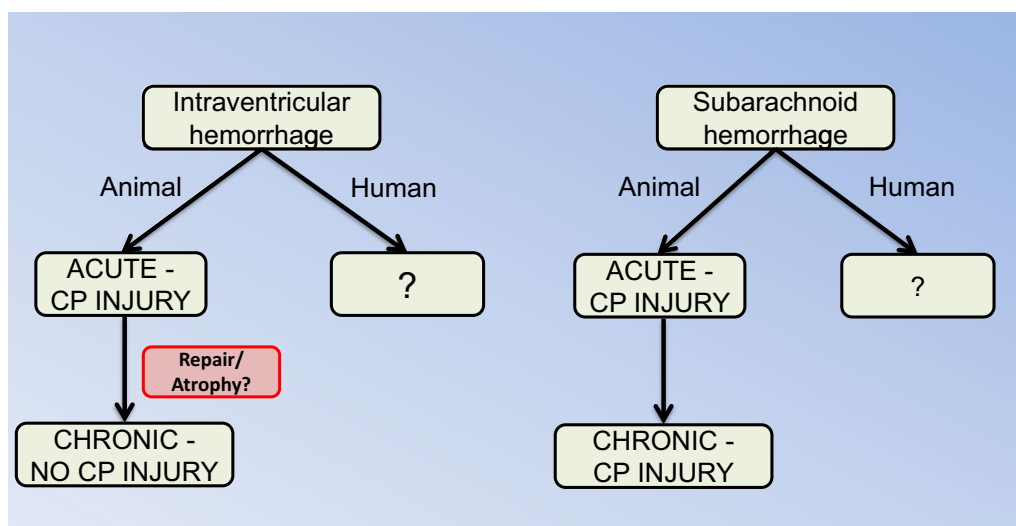 Intraventricular
hemorrhage
Animal
Human
ACUTE -
CP INJURY
?
Repair/
Atrophy?
CHRONIC -
NO CP INJURY
Subarachnoid
hemorrhage
Animal
Human
ACUTE -
CP INJURY
?
CHRONIC -
CP INJURY